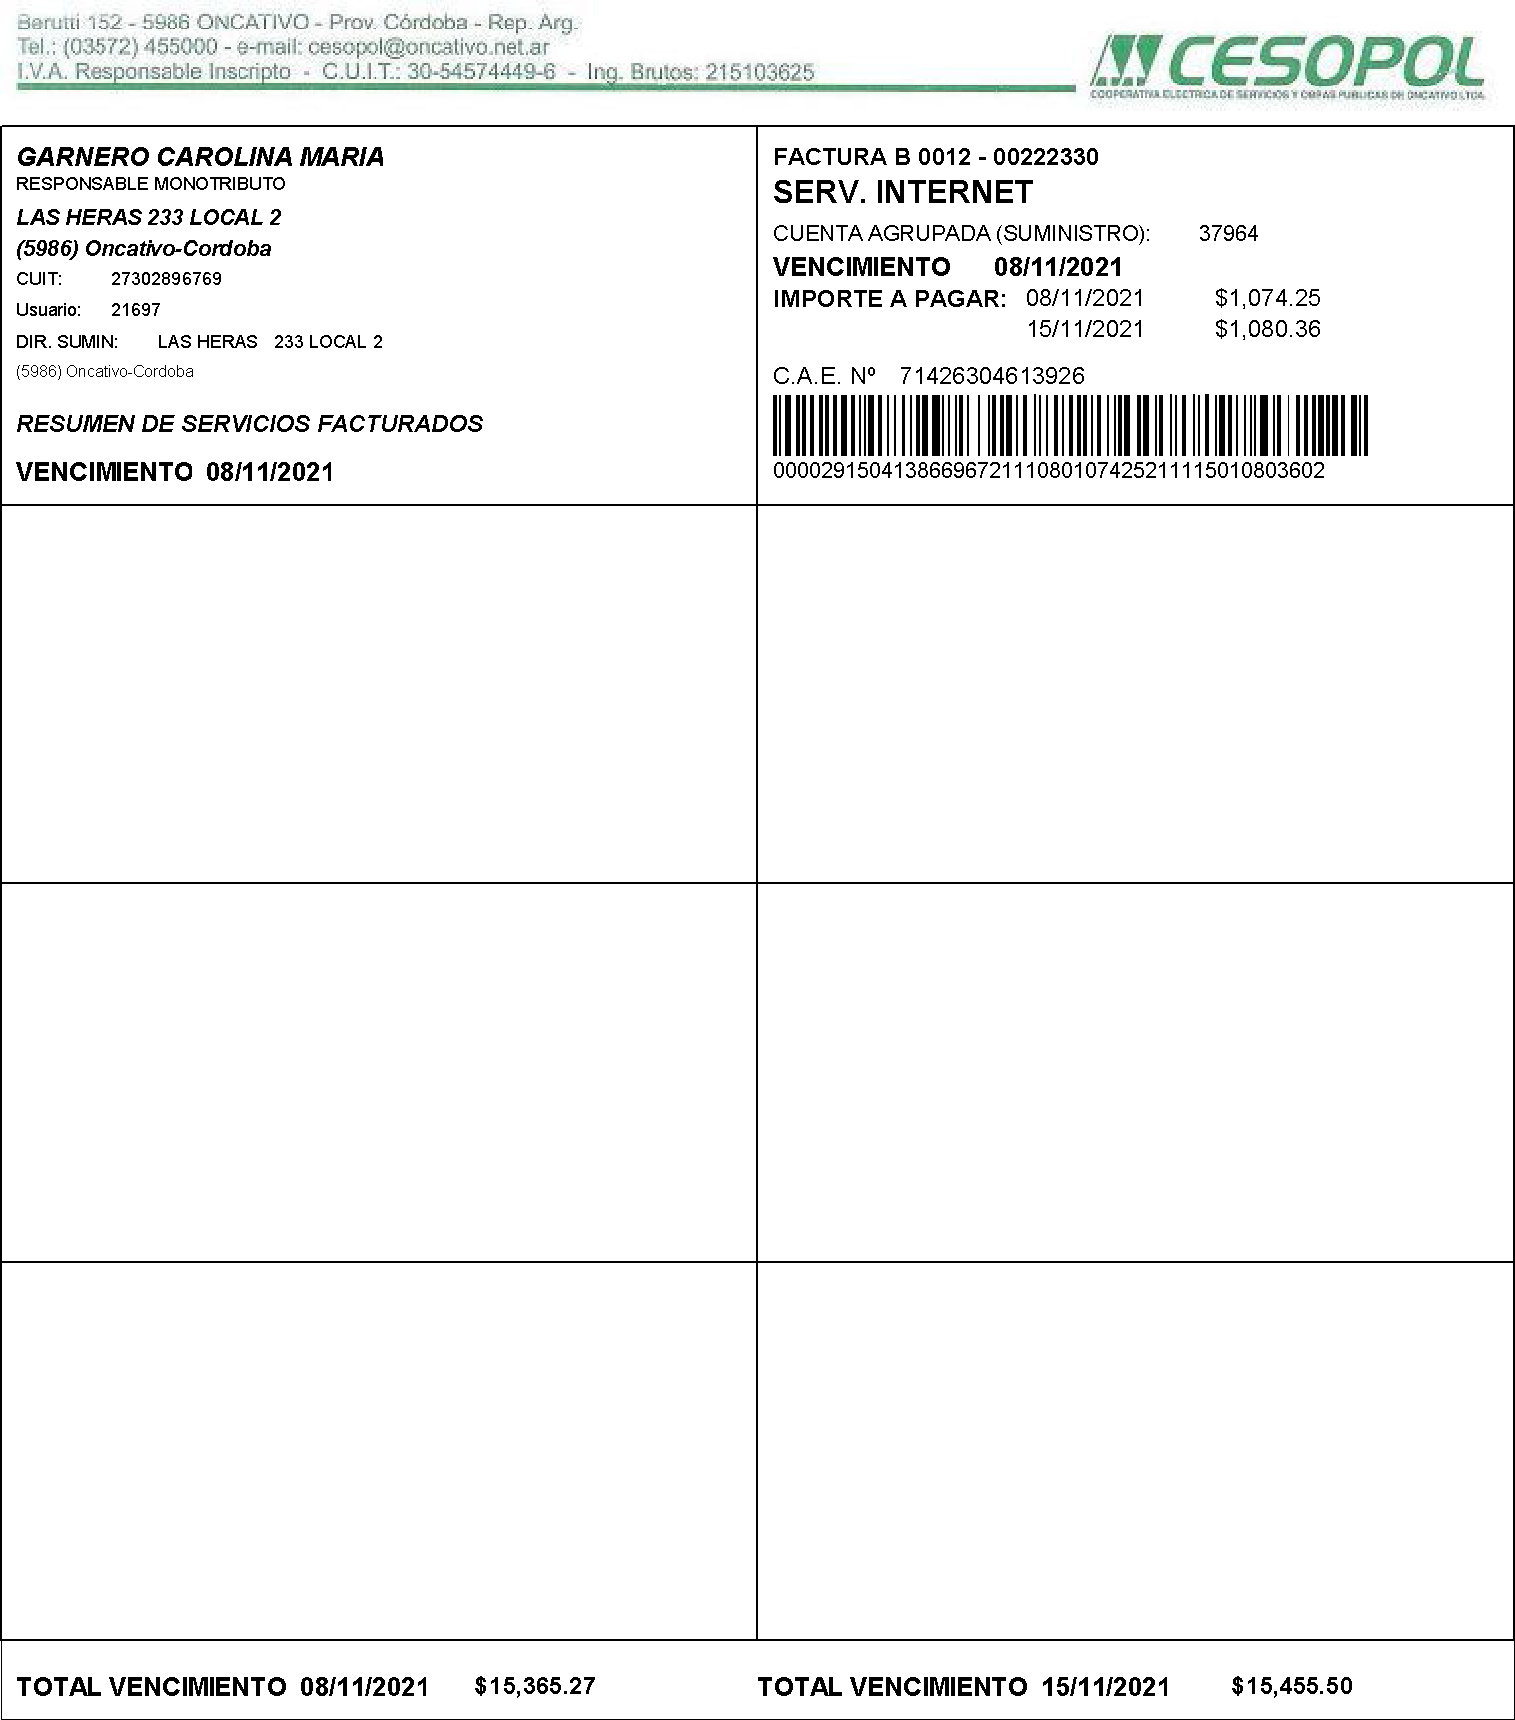 Berutti 152 - 5986 ONCATIVO - Prov. Córdoba - Rep. Arg.
Tel.: (03572) 455000 - e-mail: cesopol@oncativo.net.ar
I.V.A. Responsable Inscripto - C.U.I.T.: 30-54574449-6 - Ing. Brutos: 215103625
CESOPOL
COOPERATIVA ELECTRICA DE SERVICIOS Y OBRAS PUBLICAS DE ONCATIVO LTDA.
GARNERO CAROLINA MARIA
RESPONSABLE MONOTRIBUTO
LAS HERAS 233 LOCAL 2
(5986) Oncativo-Cordoba
CUIT: 27302896769
Usuario: 21697
DIR. SUMIN: LAS HERAS 233 LOCAL 2
(5986) Oncativo-Cordoba
RESUMEN DE SERVICIOS FACTURADOS
VENCIMIENTO 08/11/2021
FACTURA B 0012 - 00222330
SERV. INTERNET
CUENTA AGRUPADA (SUMINISTRO): 37964
VENCIMIENTO 08/11/2021
IMPORTE A PAGAR: 08/11/2021 $1,074.25
15/11/2021 $1,080.36
C.A.E. Nº 71426304613926
0000291504138669672111080107425211115010803602
TOTAL VENCIMIENTO 08/11/2021 $15,365.27
TOTAL VENCIMIENTO 15/11/2021 $15,455.50